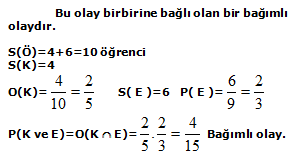 Bu olay birbirine bağlı olan bir bağımlı
olaydır.
S(Ö)=4+6=10 öğrenci
S(K)=4
O(K)=4/10=2/5 S( E )=6 P( E )=6/9=2/3
P(K ve E)=O(K∩E)=2/5.2/3=4/15 Bağımlı olay.